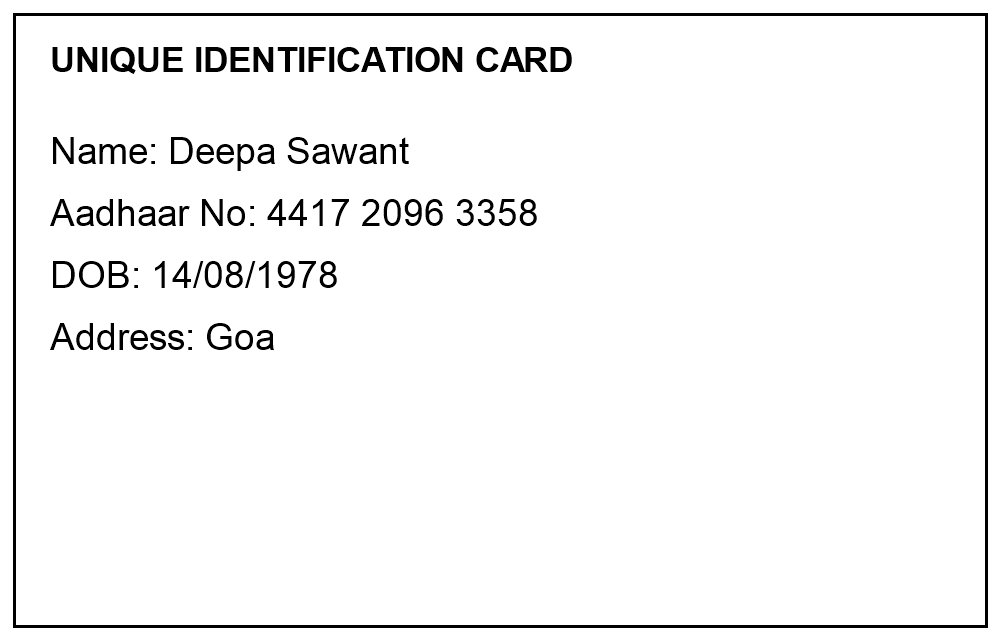 UNIQUE IDENTIFICATION CARD
Name: Deepa Sawant
Aadhaar No: 4417 2096 3358
DOB: 14/08/1978
Address: Goa